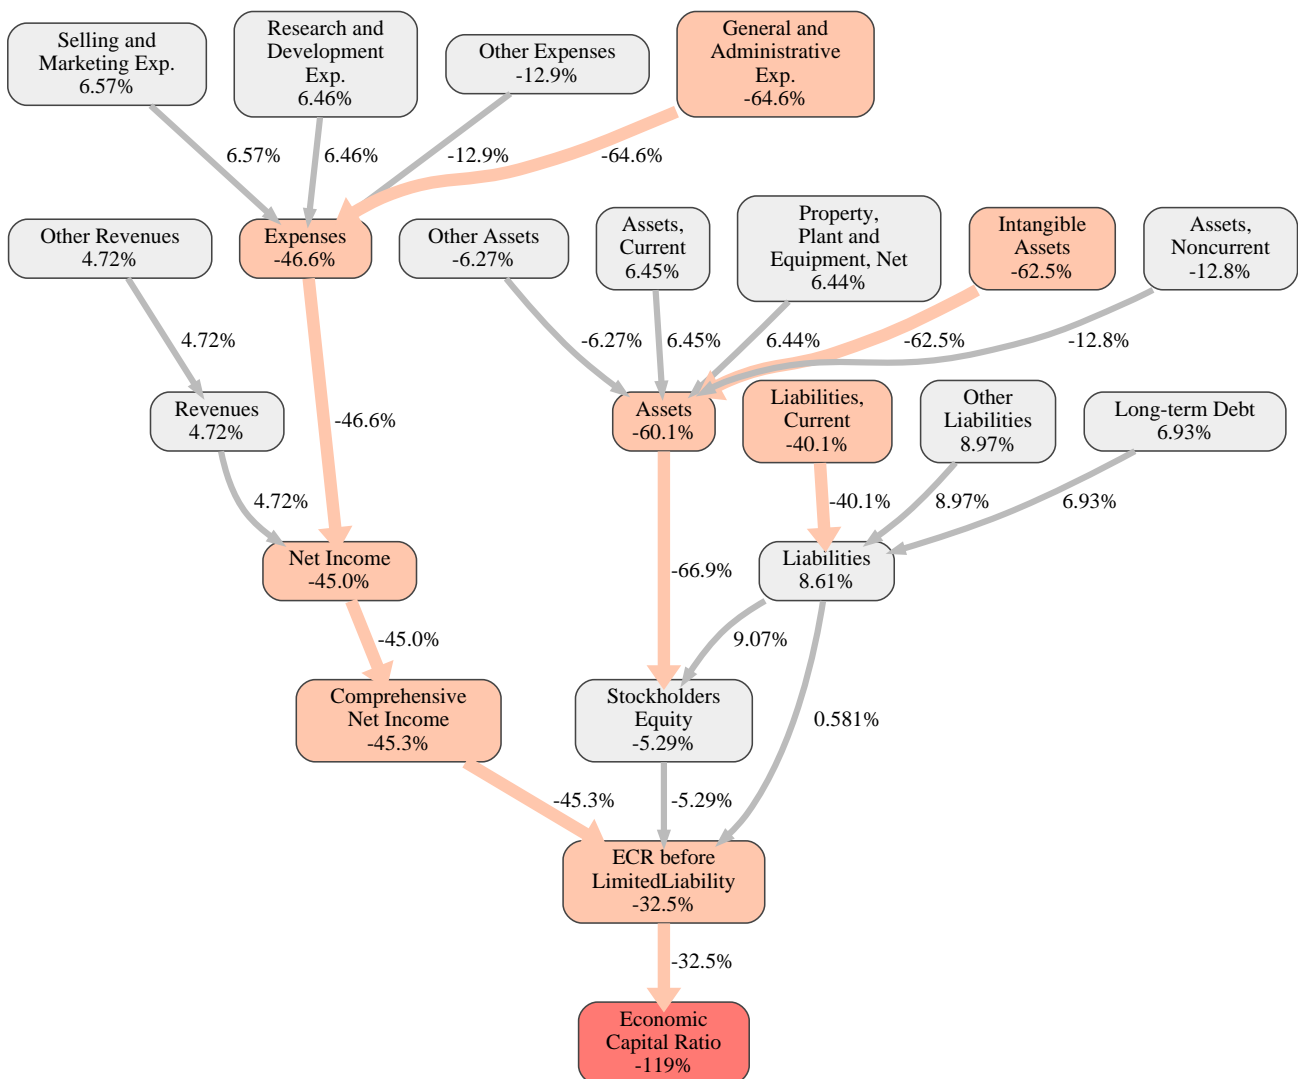 Selling and
Marketing Exp.
6.57%
Research and
Development
Exp.
6.46%
Other Expenses
-12.9%
General and
Administrative
Exp.
-64.6%
6.57%
6.46%
-12.9%
-64.6%
Other Revenues
4.72%
Expenses
-46.6%
Other Assets
-6.27%
Assets,
Current
6.45%
Property,
Plant and
Equipment, Net
6.44%
Intangible
Assets
-62.5%
Assets,
Noncurrent
-12.8%
4.72%
-6.27%
6.45%
6.44%
-62.5%
-12.8%
Revenues
4.72%
-46.6%
Assets
-60.1%
Liabilities,
Current
-40.1%
Other
Liabilities
8.97%
Long-term Debt
6.93%
4.72%
-40.1%
8.97%
6.93%
Net Income
-45.0%
-66.9%
Liabilities
8.61%
-45.0%
9.07%
Comprehensive
Net Income
-45.3%
Stockholders
Equity
-5.29%
0.581%
-45.3%
-5.29%
ECR before
LimitedLiability
-32.5%
-32.5%
Economic
Capital Ratio
-119%